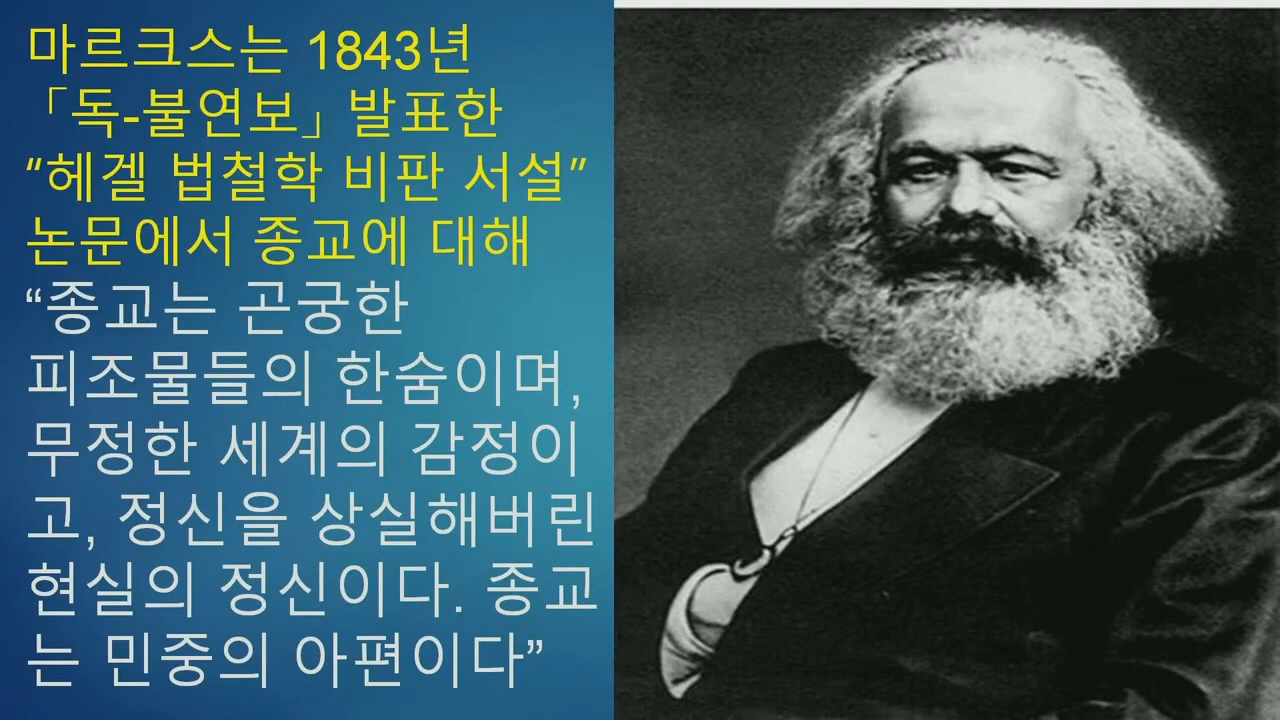 마르크스는 1843년
「독-불연보」 발표한
“헤겔 법철학 비판 서설”
논문에서 종교에 대해
“종교는 곤궁한
피조물들의 한숨이며,
무정한 세계의 감정이
고, 정신을 상실해버린
현실의 정신이다. 종교
는 민중의 아편이다”